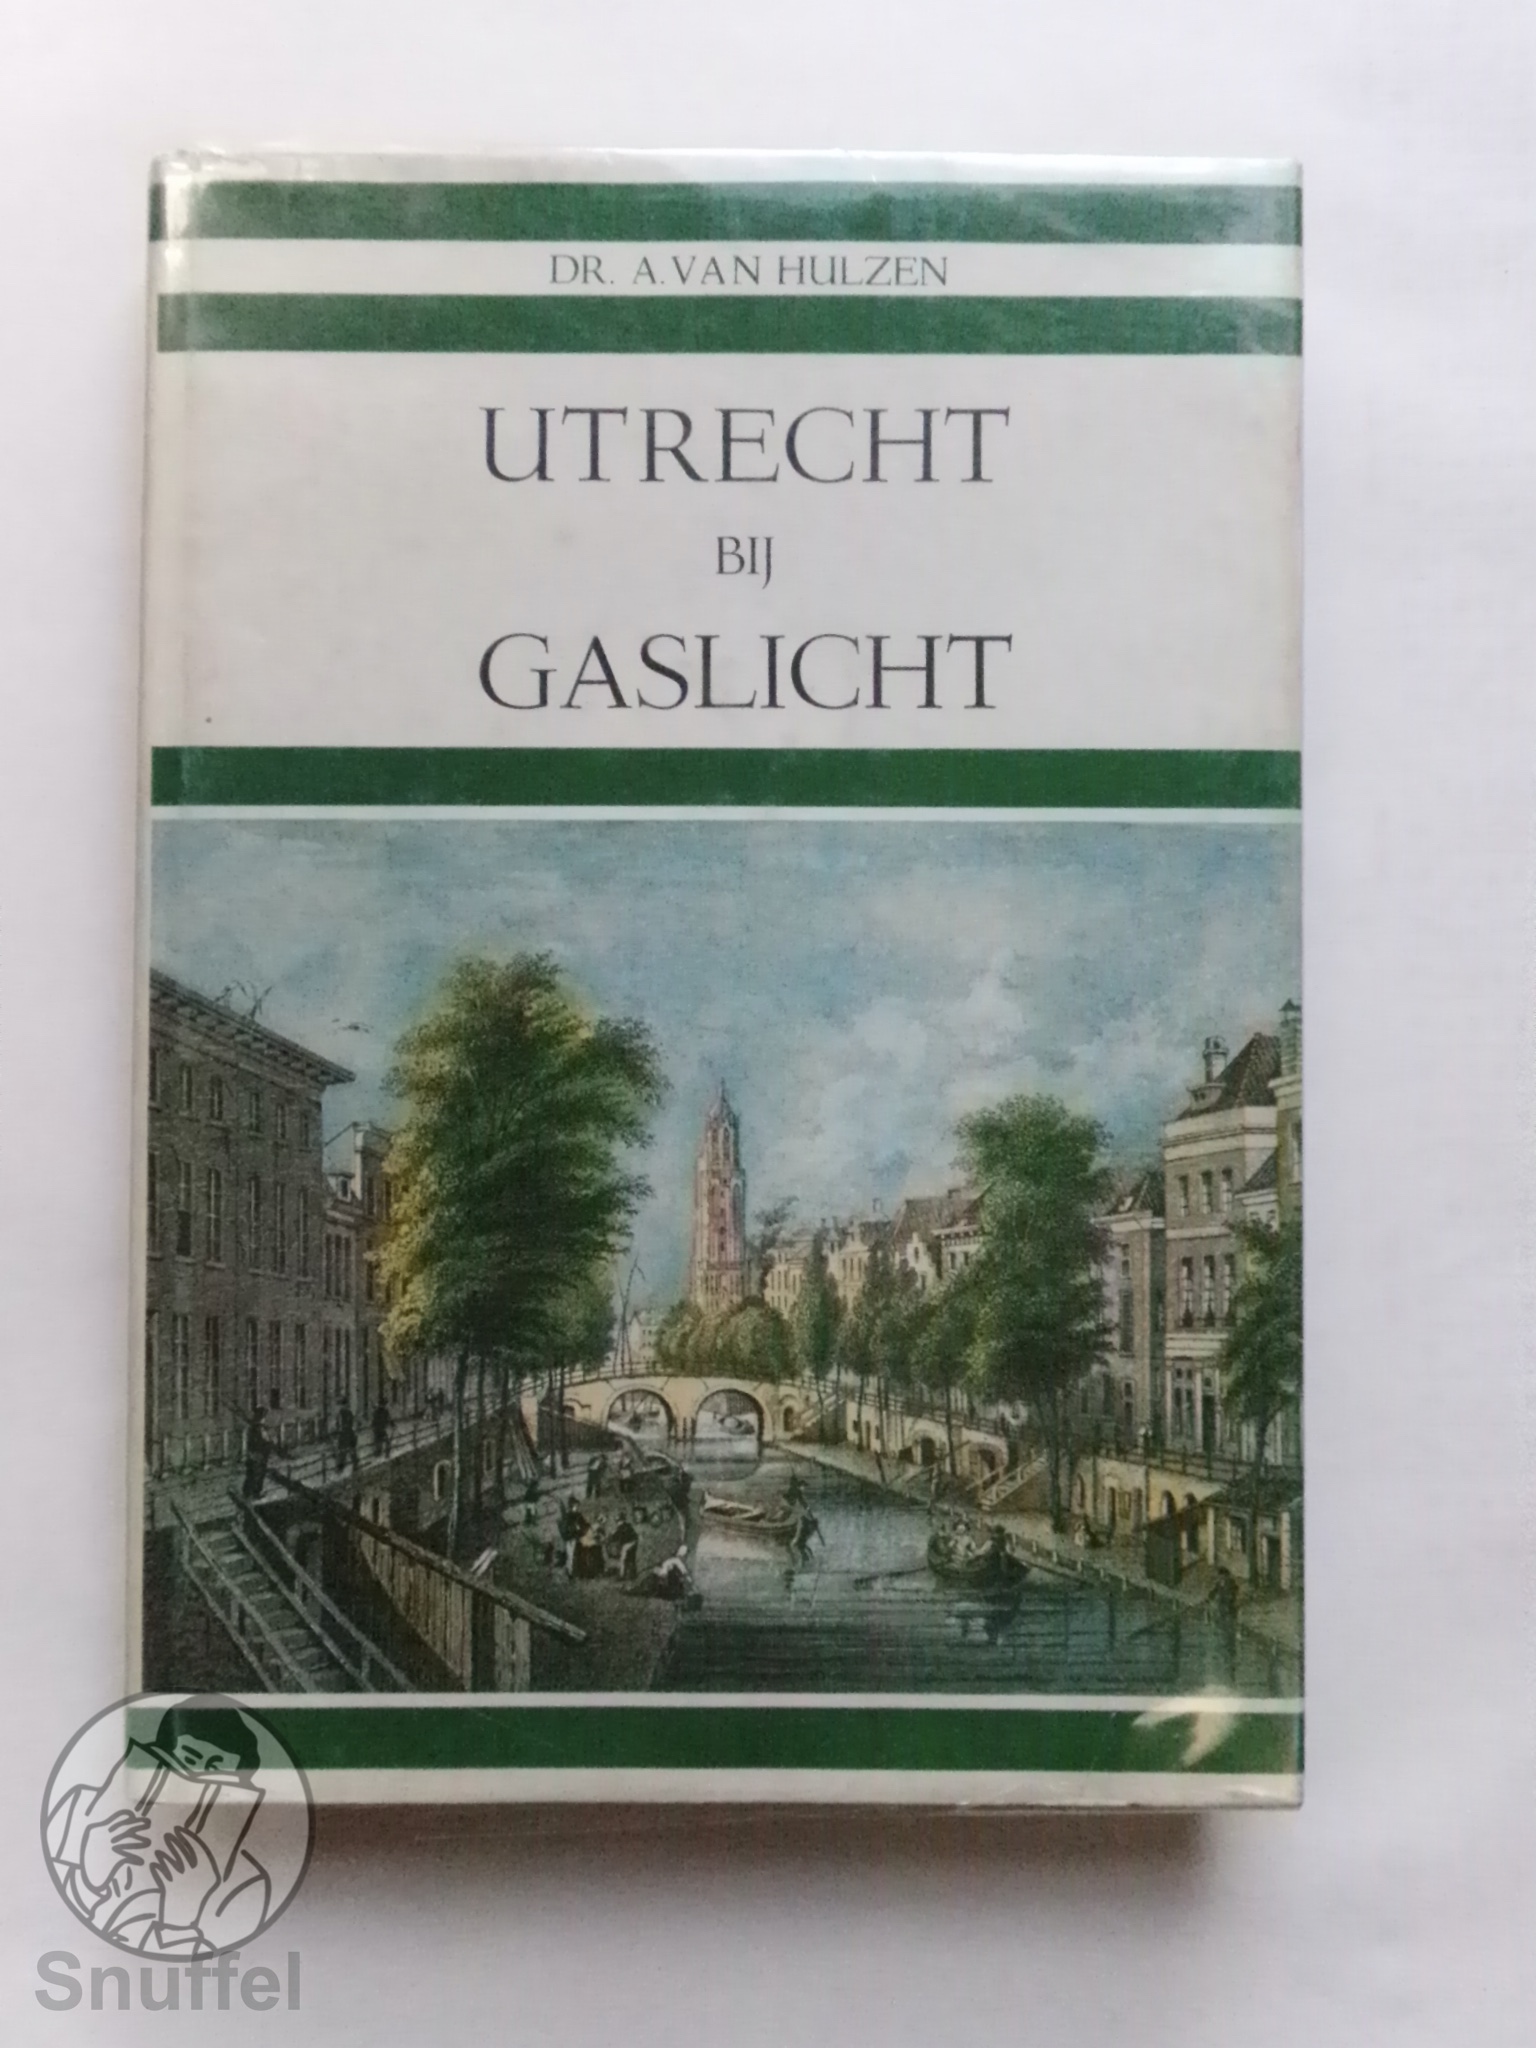 DR. A. VAN HULZEN
UTRECHT
BIJ
GASLICHT
Snuffel